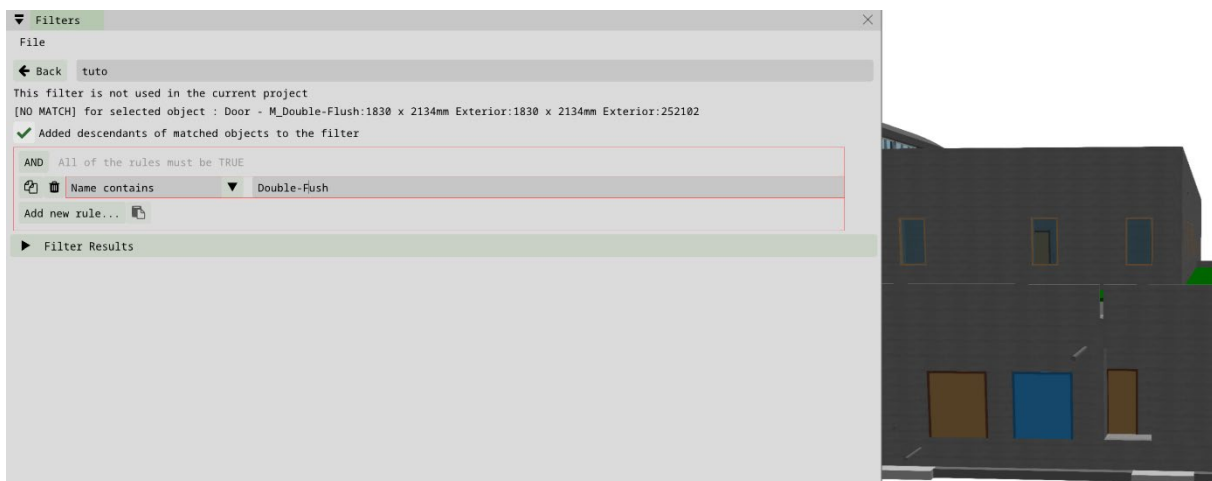 Filters
File
Back tuto
This filter is not used in the current project
[NO MATCH] for selected object : Door - M_Double-Flush:1830 x 2134mm Exterior:1830 x 2134mm Exterior:252102
Added descendants of matched objects to the filter
AND All of the rules must be TRUE
Name contains Double-Fush
Add new rule...
Filter Results